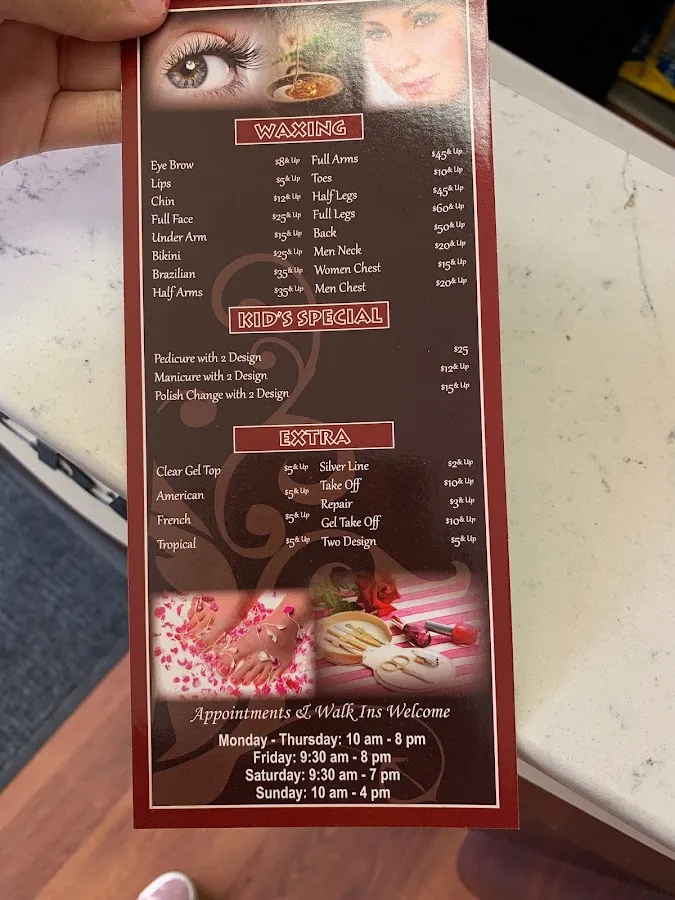 WAXING
Eye Brow $8& Up
Lips $5& Up
Chin $12& Up
Full Face $25& Up
Under Arm $15& Up
Bikini $25& Up
Brazilian $35& Up
Half Arms $35& Up
Full Arms $45& Up
Toes $10& Up
Half Legs $45& Up
Full Legs $60& Up
Back $50& Up
Men Neck $20& Up
Women Chest $15& Up
Men Chest $20& Up
KID'S SPECIAL
Pedicure with 2 Design $25
Manicure with 2 Design $12& Up
Polish Change with 2 Design $15& Up
EXTRA
Clear Gel Top $5& Up
American $5& Up
French $5& Up
Tropical $5& Up
Silver Line $2& Up
Take Off $10& Up
Repair $3& Up
Gel Take Off $10& Up
Two Design $5& Up
Appointments & Walk Ins Welcome
Monday - Thursday: 10 am - 8 pm
Friday: 9:30 am - 8 pm
Saturday: 9:30 am - 7 pm
Sunday: 10 am - 4 pm